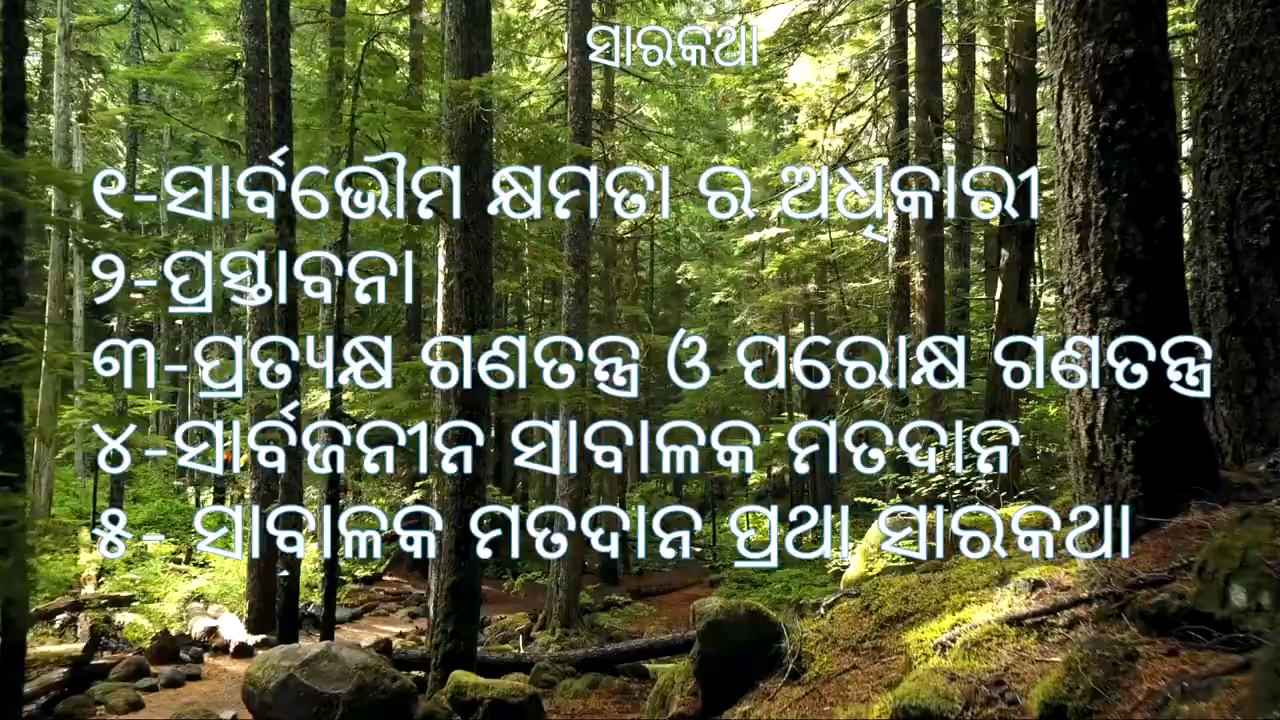 ସାରକଥା
୧-ସାର୍ବଭୌମ କ୍ଷମତା ର ଅଧିକାରୀ
୨-ପ୍ରସ୍ତାବନା
୩-ପ୍ରତ୍ୟକ୍ଷ ଗଣତନ୍ତ୍ର ଓ ପରୋକ୍ଷ ଗଣତନ୍ତ୍ର
୪-ସାର୍ବଜନୀନ ସାବାଳକ ମତଦାନ
୫- ସାବାଳକ ମତଦାନ ପ୍ରଥା ସାରକଥା